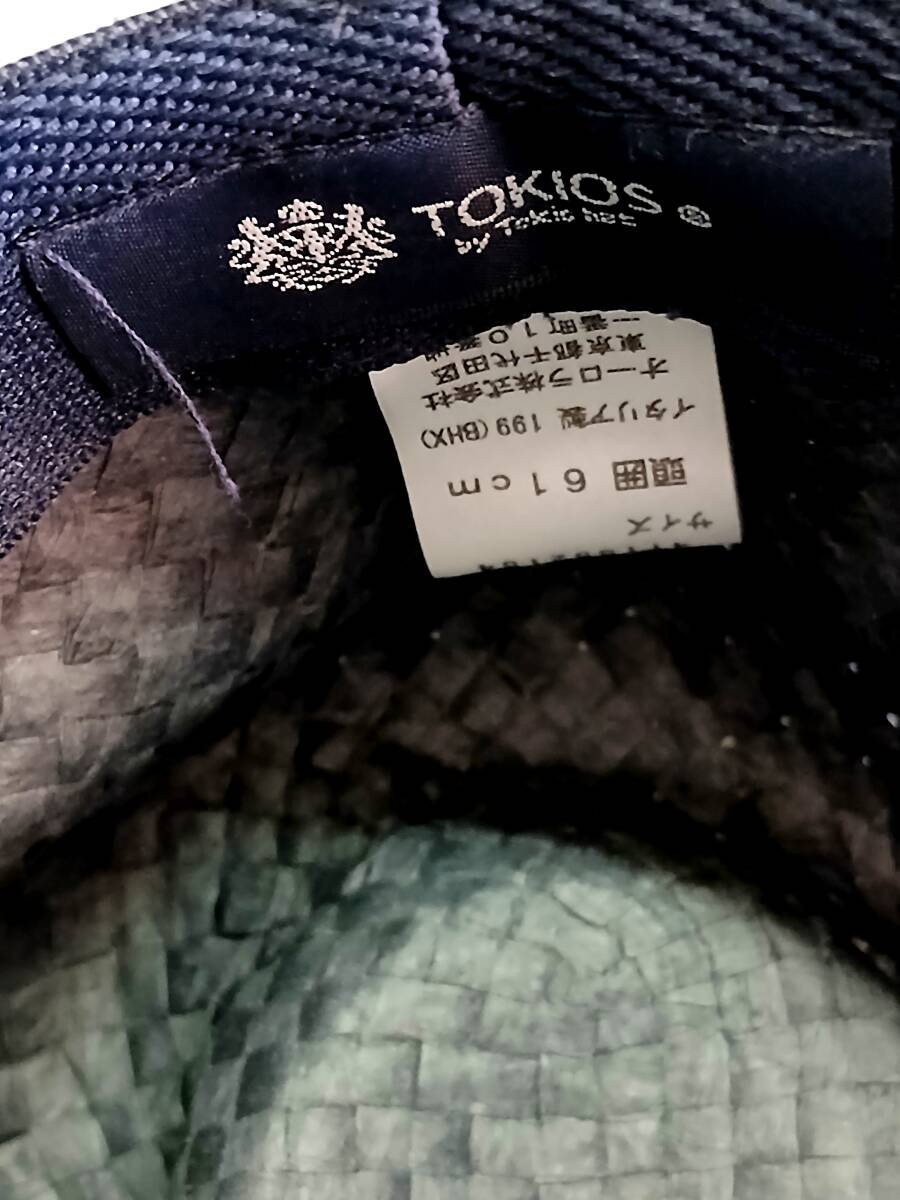 TOKIOS ®
by Tokio hat
サイズ
頭囲 61cm
イタリア製 199 (BHX)
オーロラ株式会社
東京都千代田区
一番町10番地